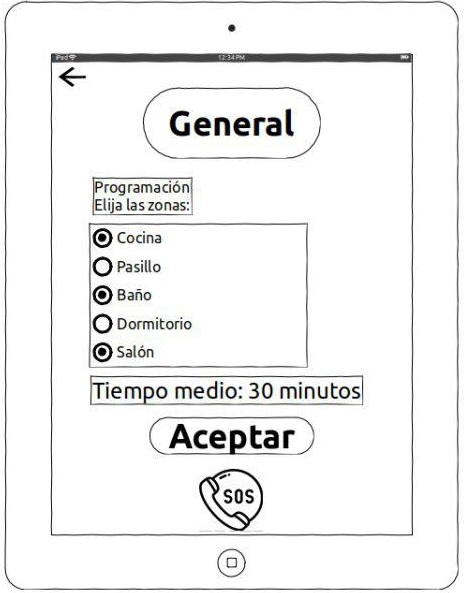 iPad
12:34 PM
General
Programación
Elija las zonas:
Cocina
Pasillo
Baño
Dormitorio
Salón
Tiempo medio: 30 minutos
Aceptar
SOS